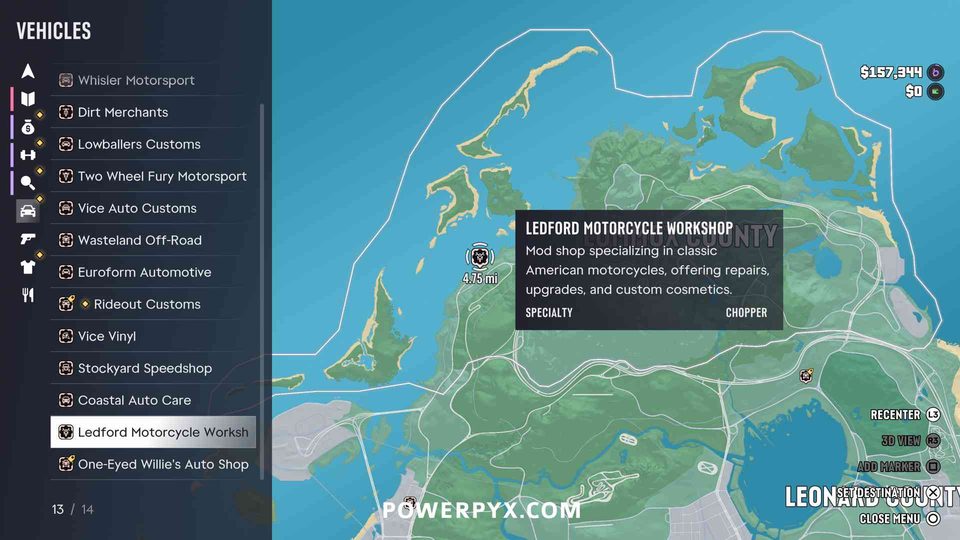 VEHICLES
Whisler Motorsport
Dirt Merchants
Lowballers Customs
Two Wheel Fury Motorsport
Vice Auto Customs
Wasteland Off-Road
Euroform Automotive
Rideout Customs
Vice Vinyl
Stockyard Speedshop
Coastal Auto Care
Ledford Motorcycle Worksh
One-Eyed Willie's Auto Shop
13 / 14
$157,344
$0
4.75 mi
LEDFORD MOTORCYCLE WORKSHOP
COUNTY
Mod shop specializing in classic
American motorcycles, offering repairs,
upgrades, and custom cosmetics.
SPECIALTY CHOPPER
RECENTER L3
3D VIEW R3
ADD MARKER
LEONARD COUNTY
SET DESTINATION
CLOSE MENU
POWERPYX.COM